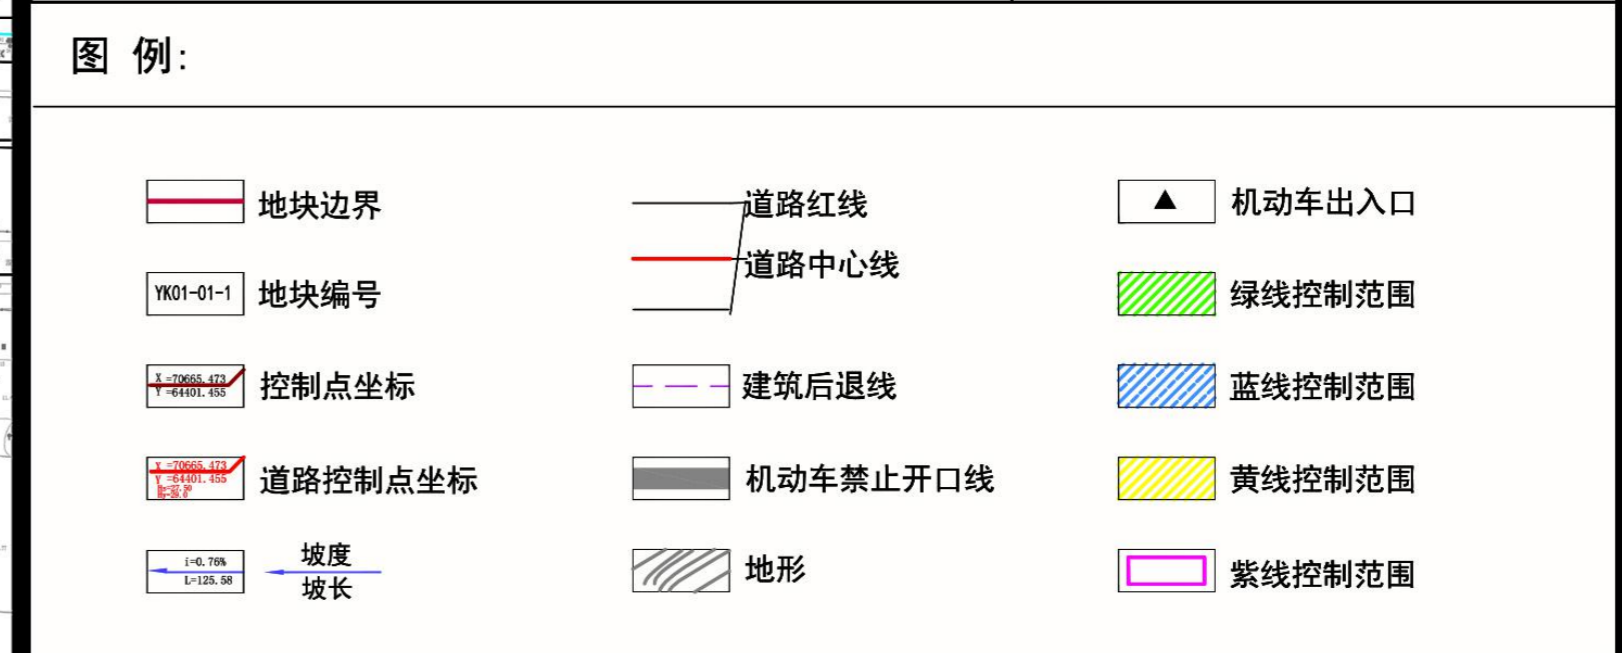 图 例:
地块边界
YK01-01-1 地块编号
X =70665.473
Y =64401.455
控制点坐标
X =70665.473
Y =64401.455
Hs=27.50
道路控制点坐标
i=0.76%
L=125.58
坡度
坡长
道路红线
道路中心线
建筑后退线
机动车禁止开口线
地形
机动车出入口
绿线控制范围
蓝线控制范围
黄线控制范围
紫线控制范围